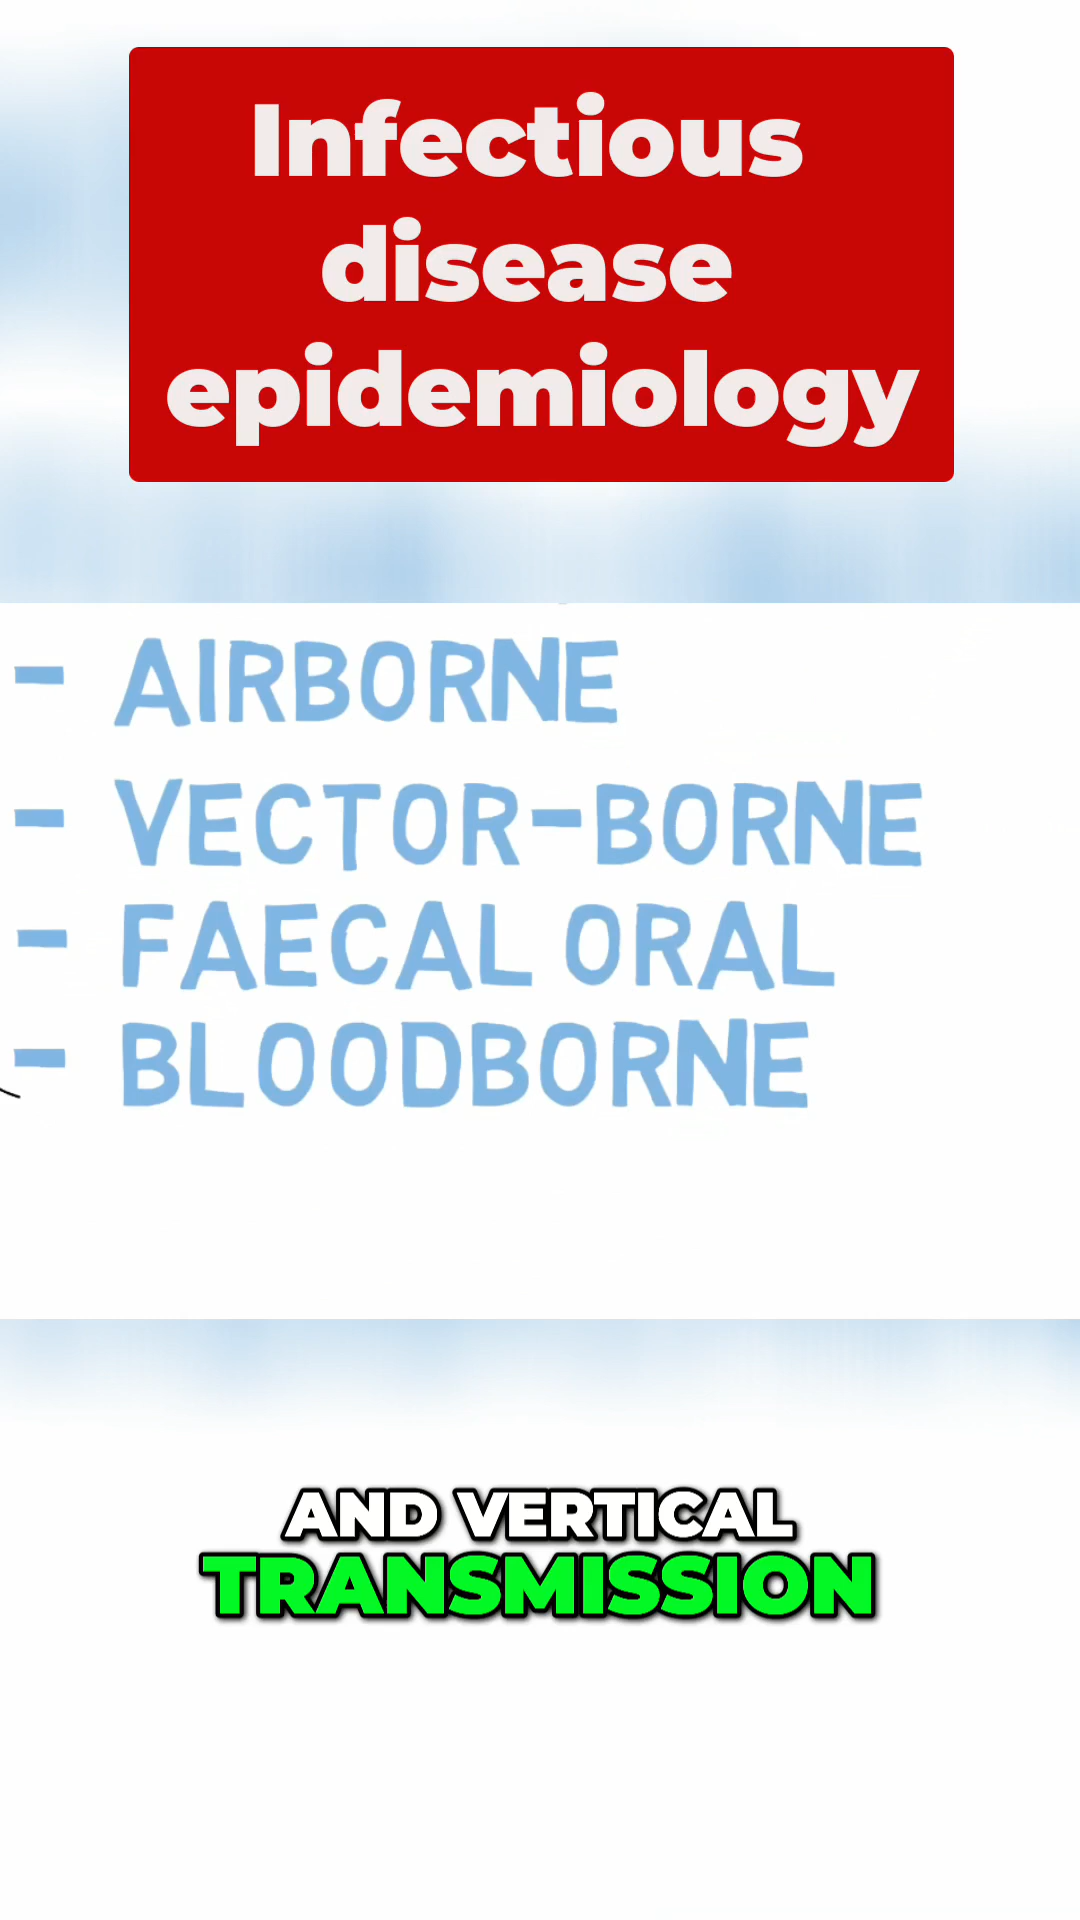 Infectious
disease
epidemiology
- AIRBORNE
- VECTOR-BORNE
- FAECAL ORAL
- BLOODBORNE
AND VERTICAL
TRANSMISSION